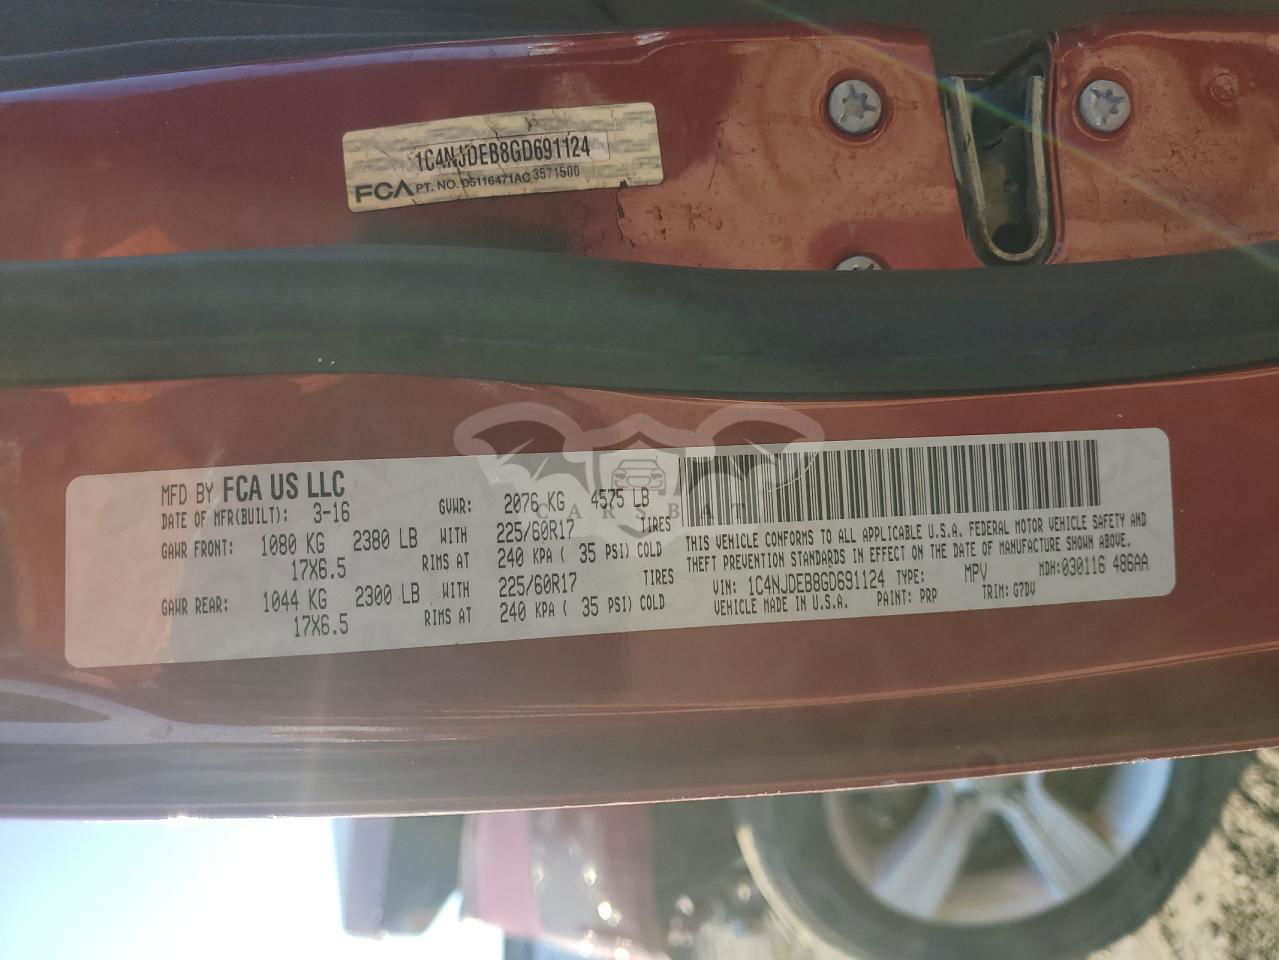 1C4NJDEB8GD691124
FCA PT. NO. 05116471AC 3571500
CARSBAT
MFD BY FCA US LLC
DATE OF MFR(BUILT): 3-16 GVWR: 2076 KG 4575 LB
GAWR FRONT: 1080 KG 2380 LB WITH 225/60R17 TIRES
17X6.5 RIMS AT 240 KPA ( 35 PSI) COLD
GAWR REAR: 1044 KG 2300 LB WITH 225/60R17 TIRES
17X6.5 RIMS AT 240 KPA ( 35 PSI) COLD
THIS VEHICLE CONFORMS TO ALL APPLICABLE U.S.A. FEDERAL MOTOR VEHICLE SAFETY AND
THEFT PREVENTION STANDARDS IN EFFECT ON THE DATE OF MANUFACTURE SHOWN ABOVE.
VIN: 1C4NJDEB8GD691124 TYPE: MPV MDH:030116 486AA
VEHICLE MADE IN U.S.A. PAINT: PRP TRIM: G7DV